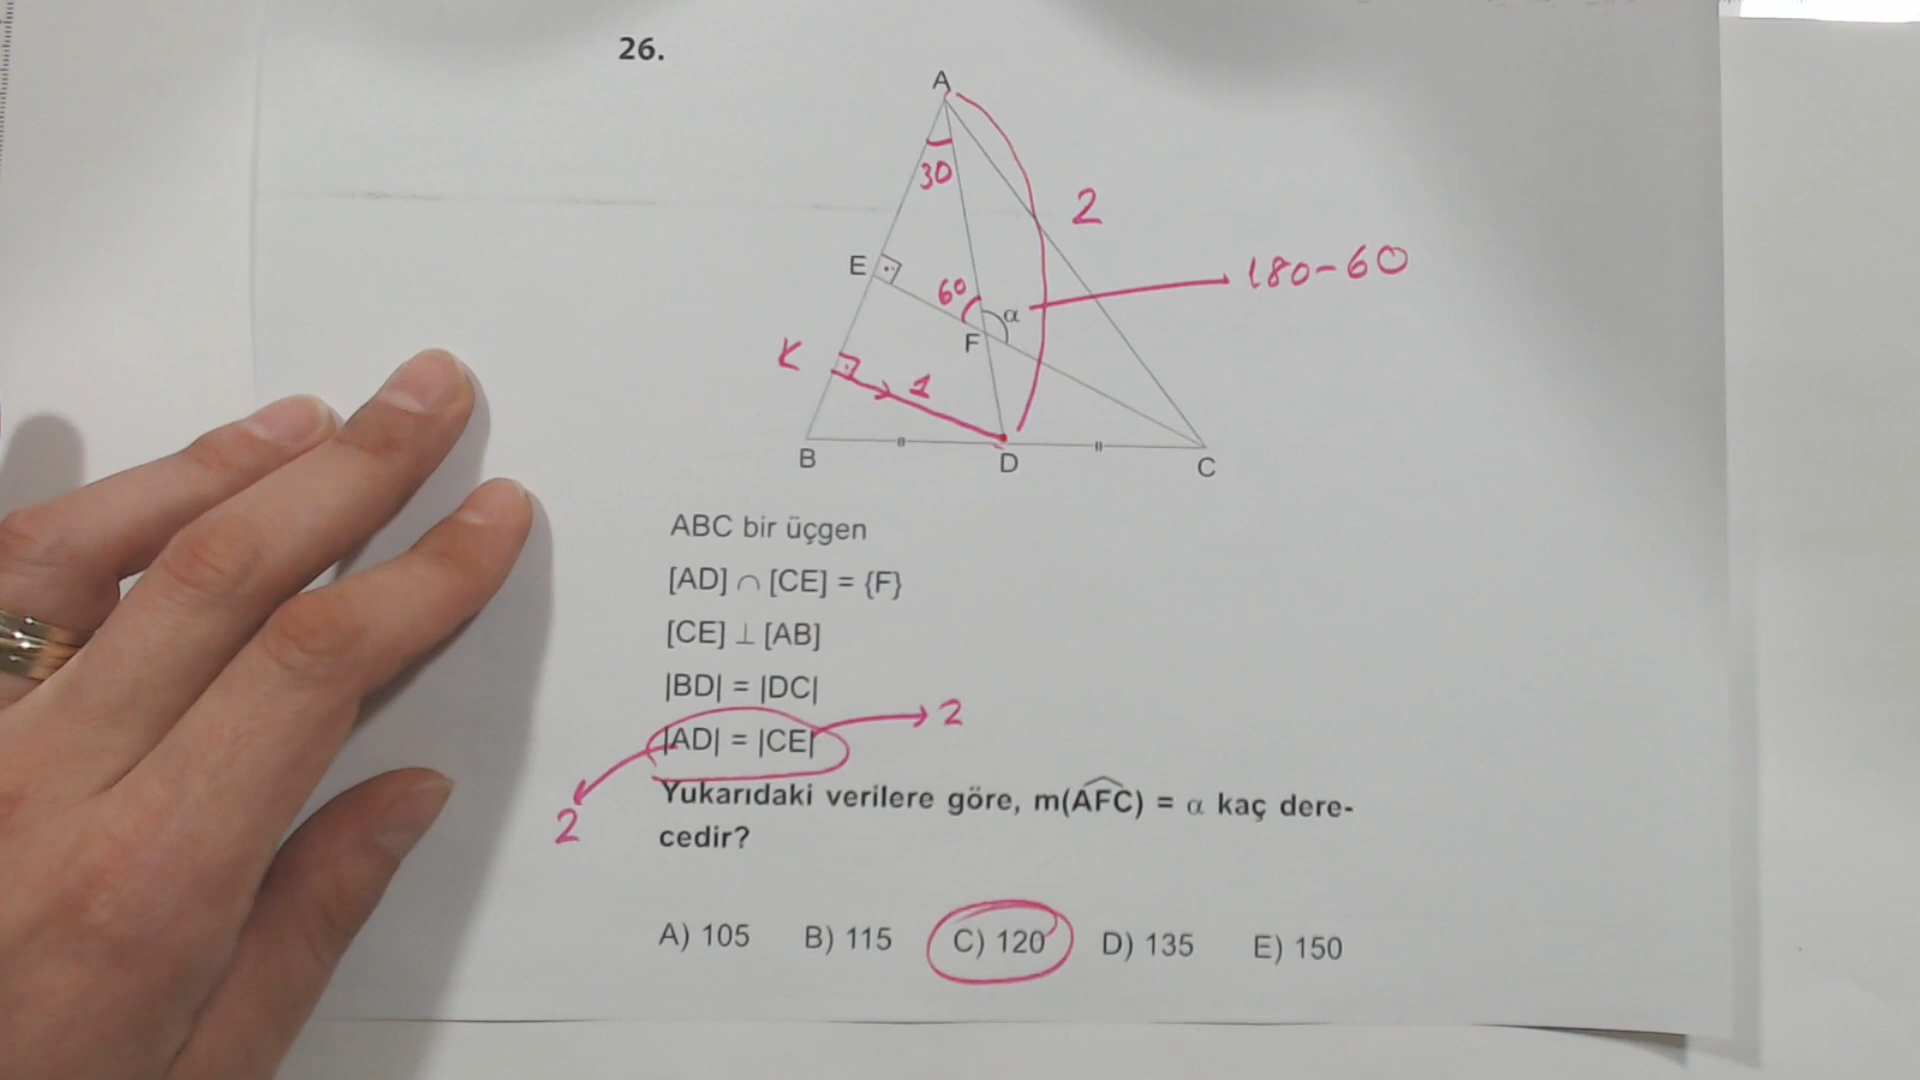 26.
A
30
2
E
60
α
180-60
F
K
1
B
D
C
ABC bir üçgen
[AD] ∩ [CE] = {F}
[CE] ⊥ [AB]
|BD| = |DC|
|AD| = |CE|
2
2
Yukarıdaki verilere göre, m(AFC) = α kaç dere-
cedir?
A) 105 B) 115 C) 120 D) 135 E) 150